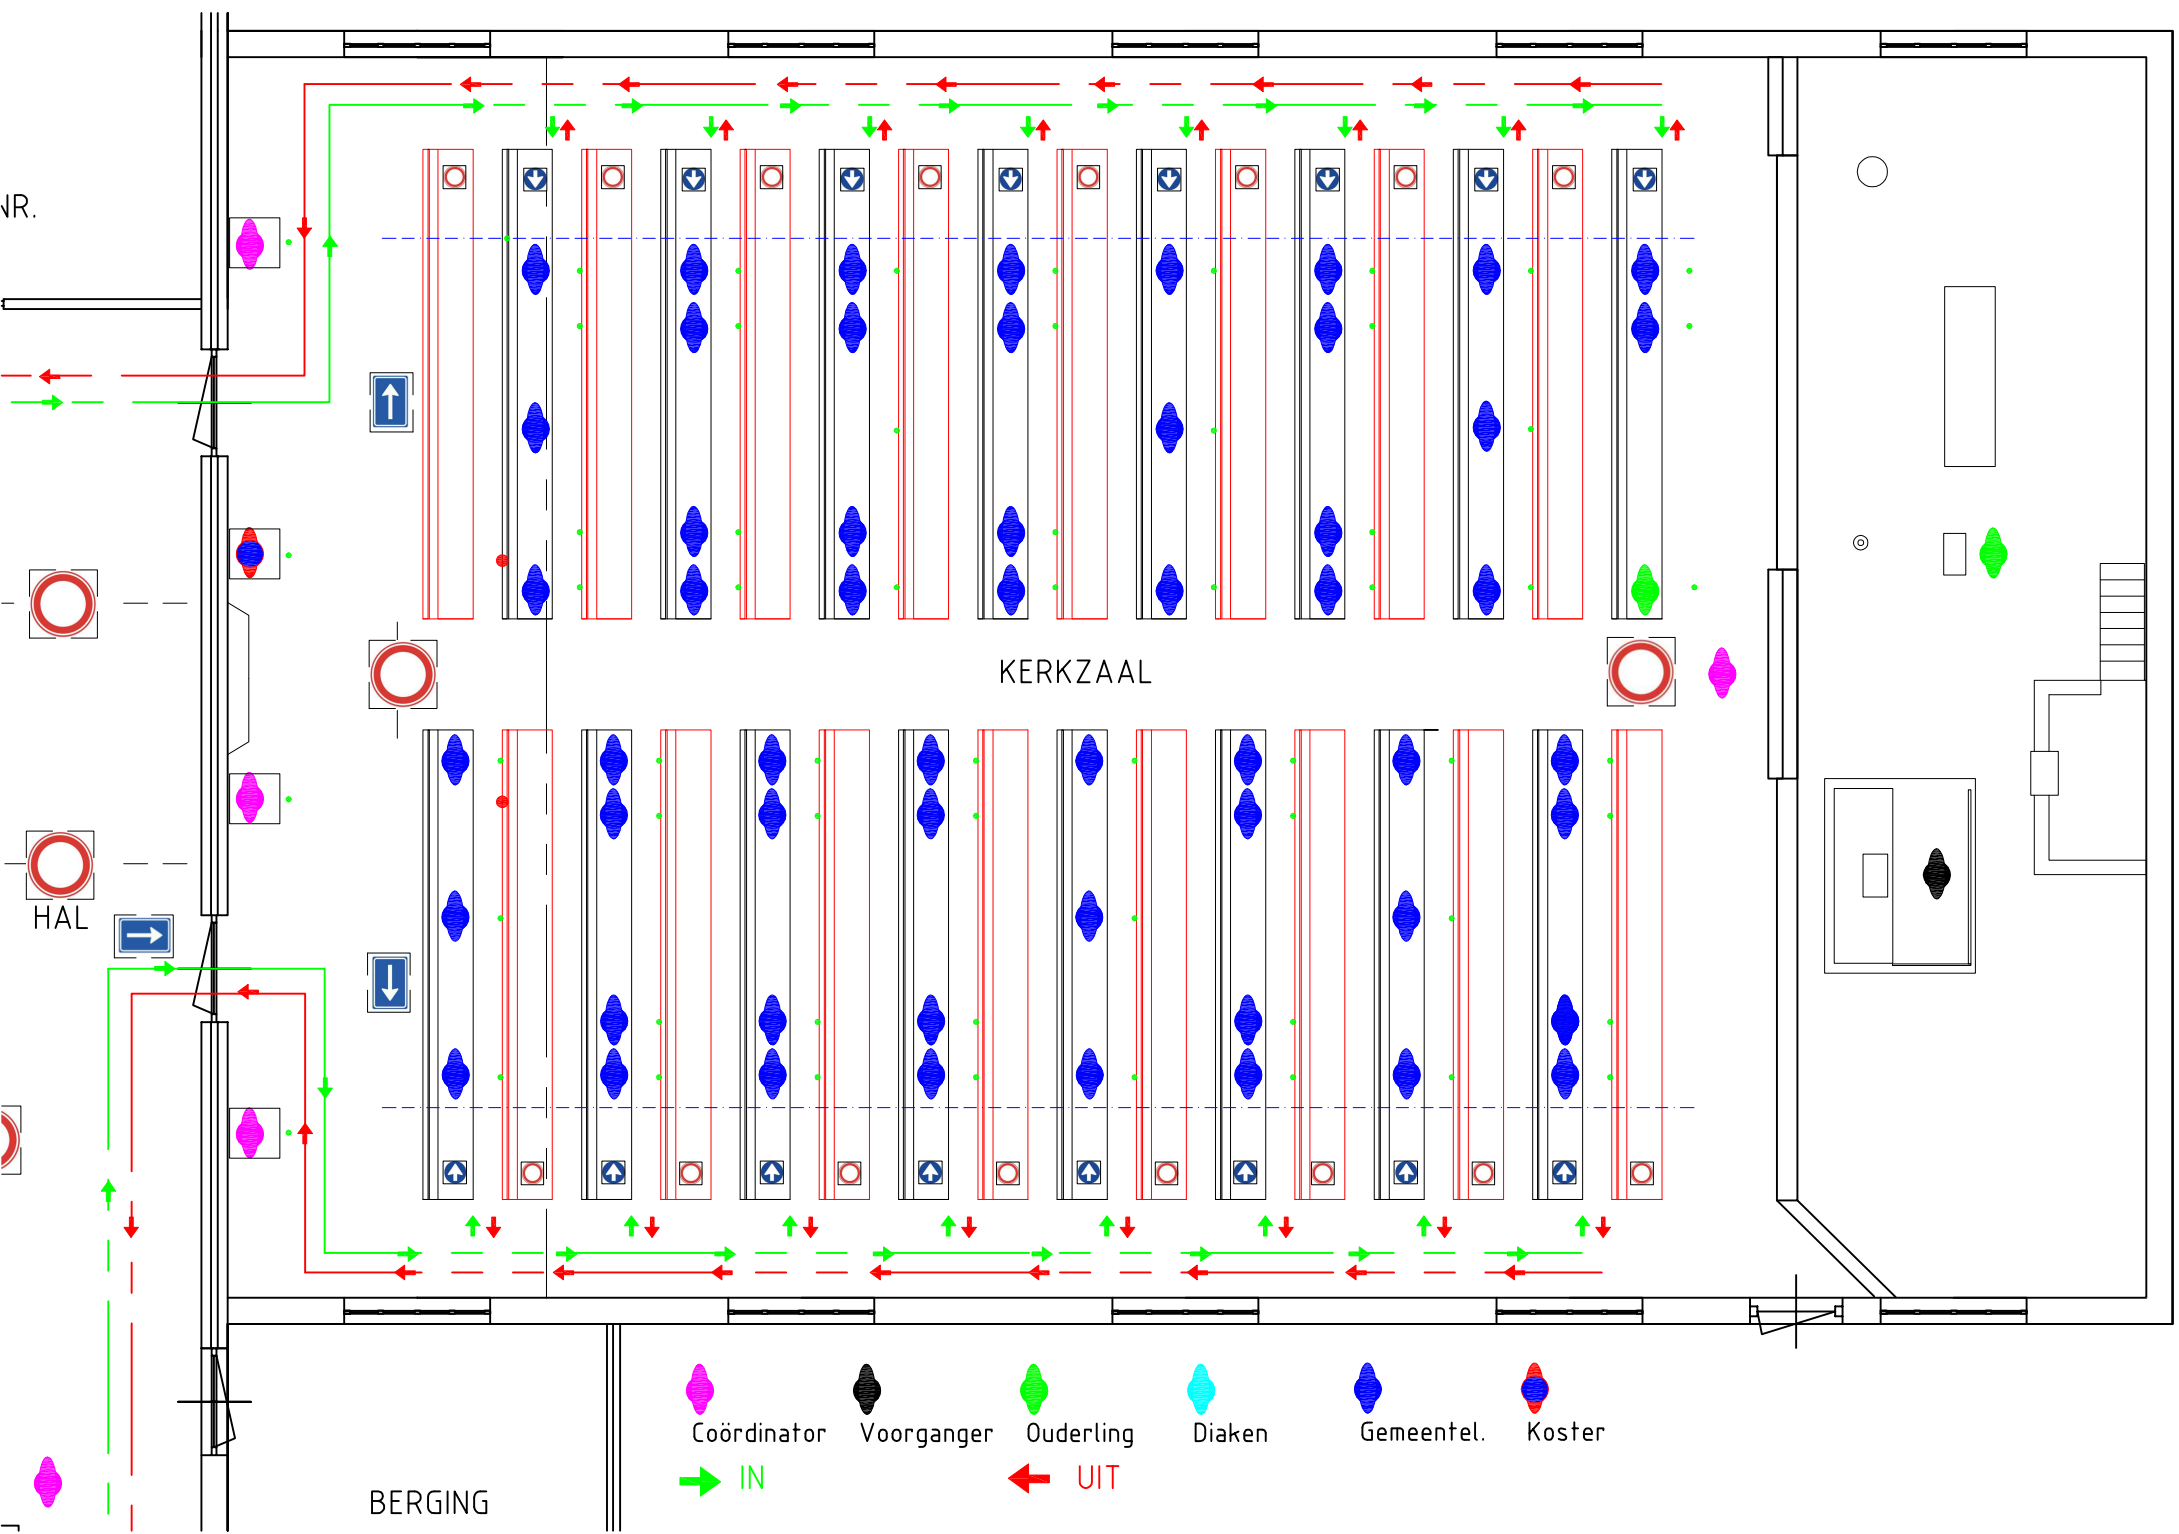 NR.
KERKZAAL
HAL
Coördinator Voorganger Ouderling Diaken Gemeentel. Koster
IN UIT
BERGING